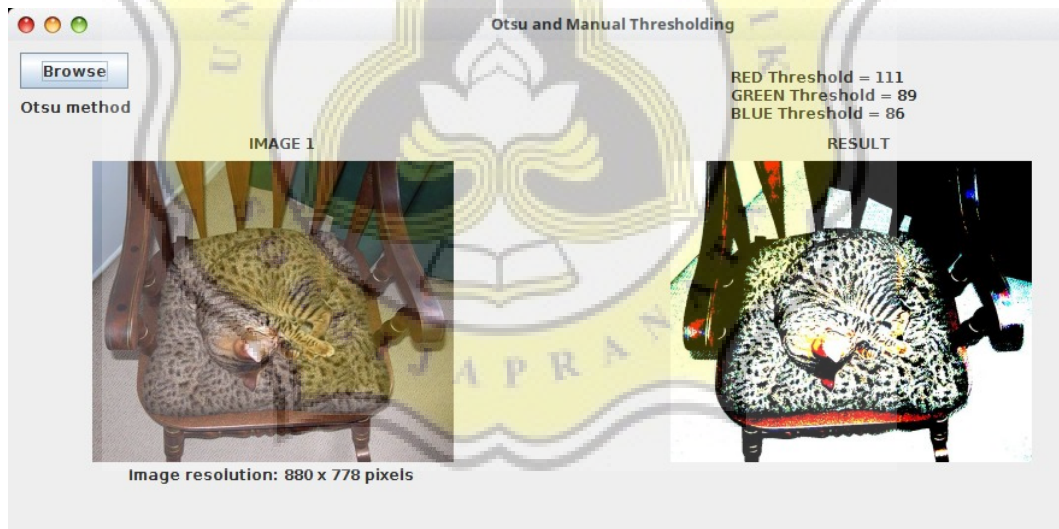 Otsu and Manual Thresholding
Browse
Otsu method
RED Threshold = 111
GREEN Threshold = 89
BLUE Threshold = 86
IMAGE 1
RESULT
Image resolution: 880 x 778 pixels